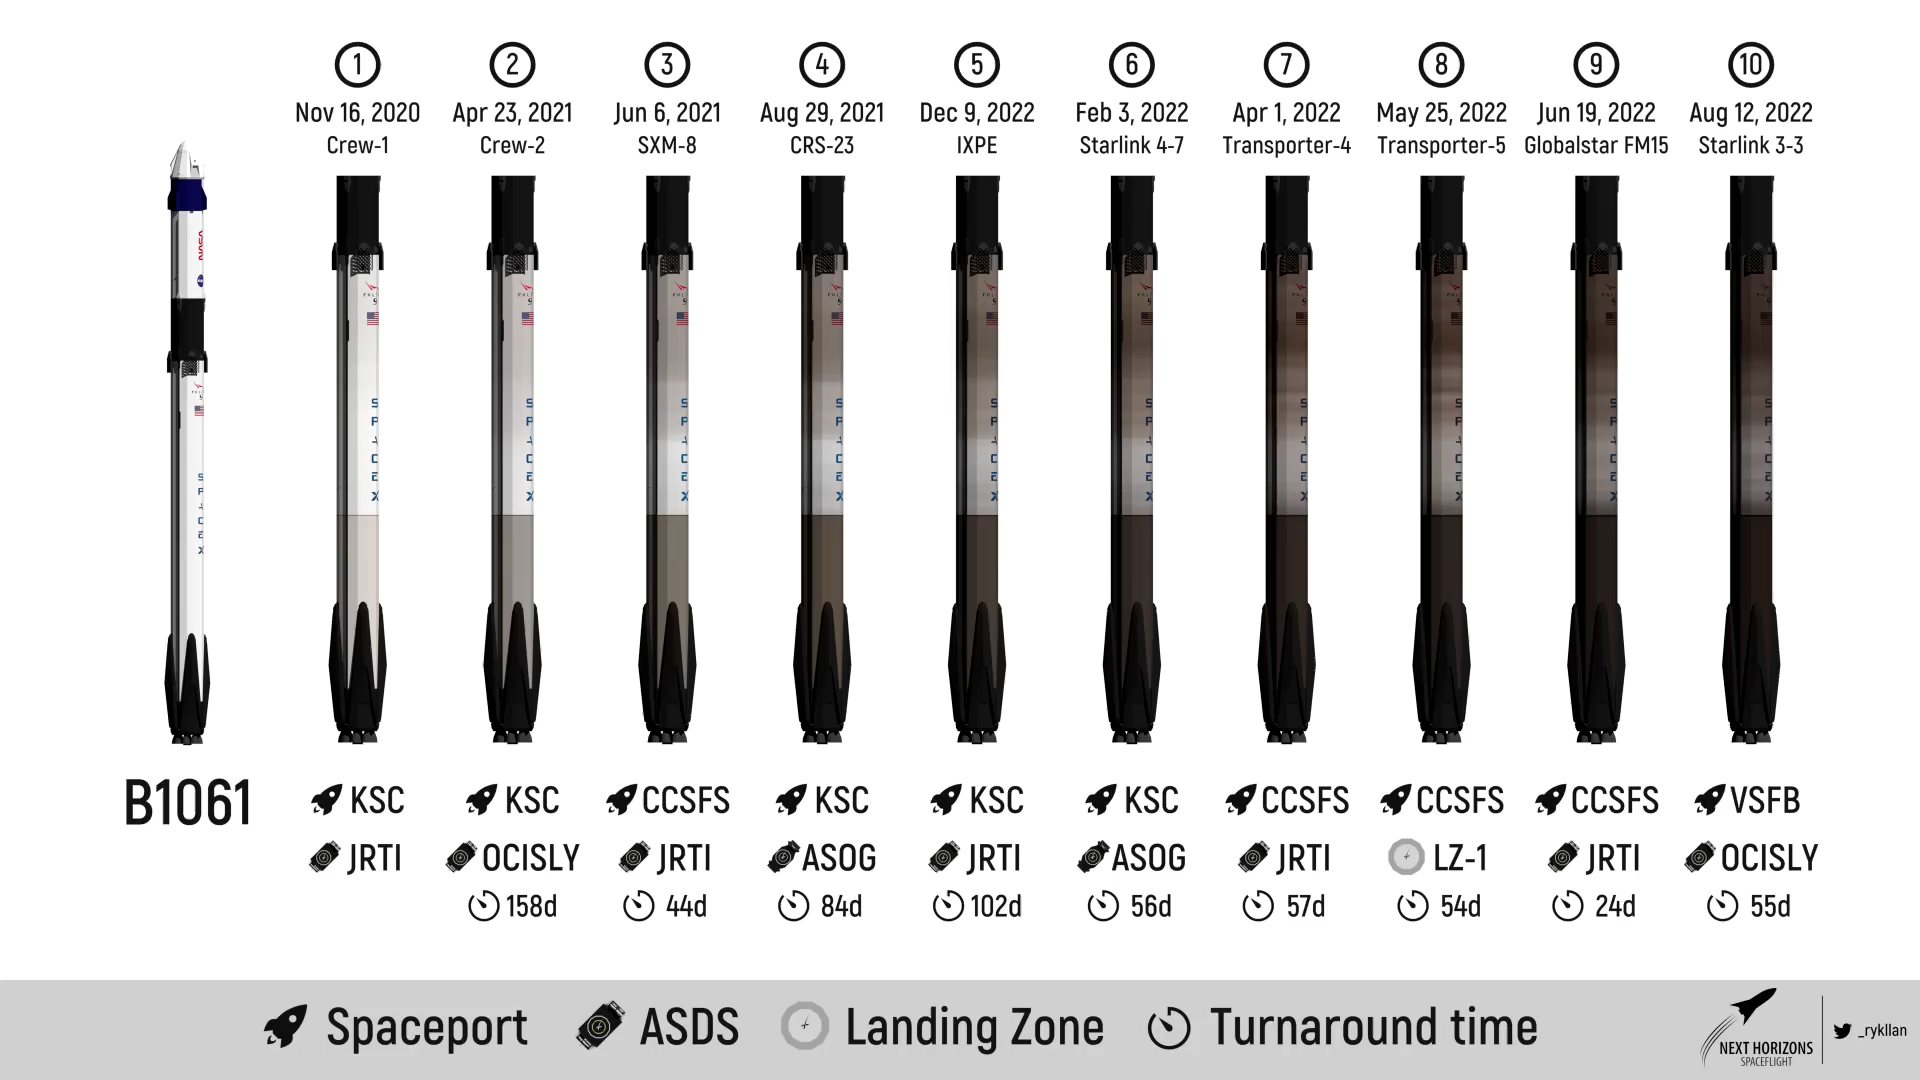 1 2 3 4 5 6 7 8 9 10
Nov 16, 2020 Apr 23, 2021 Jun 6, 2021 Aug 29, 2021 Dec 9, 2022 Feb 3, 2022 Apr 1, 2022 May 25, 2022 Jun 19, 2022 Aug 12, 2022
Crew-1 Crew-2 SXM-8 CRS-23 IXPE Starlink 4-7 Transporter-4 Transporter-5 Globalstar FM15 Starlink 3-3
B1061
KSC KSC CCSFS KSC KSC KSC CCSFS CCSFS CCSFS VSFB
JRTI OCISLY JRTI ASOG JRTI ASOG JRTI LZ-1 JRTI OCISLY
158d 44d 84d 102d 56d 57d 54d 24d 55d
Spaceport ASDS Landing Zone Turnaround time
NEXT HORIZONS
SPACEFLIGHT
_rykllan